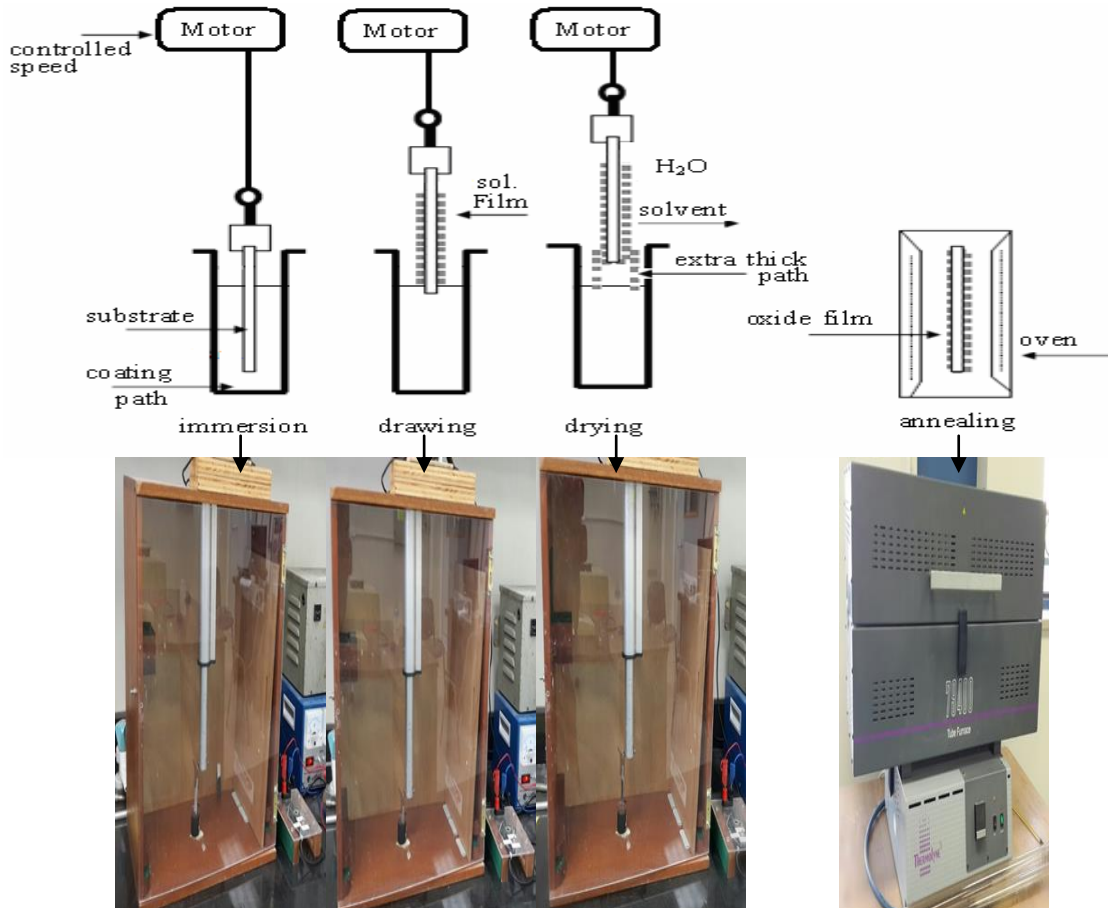 Motor
Motor
Motor
controlled
speed
H₂O
sol.
Film
solvent
extra thick
path
substrate
oxide film
oven
coating
path
immersion
drawing
drying
annealing
Tube Furnace
THERMOLYNE